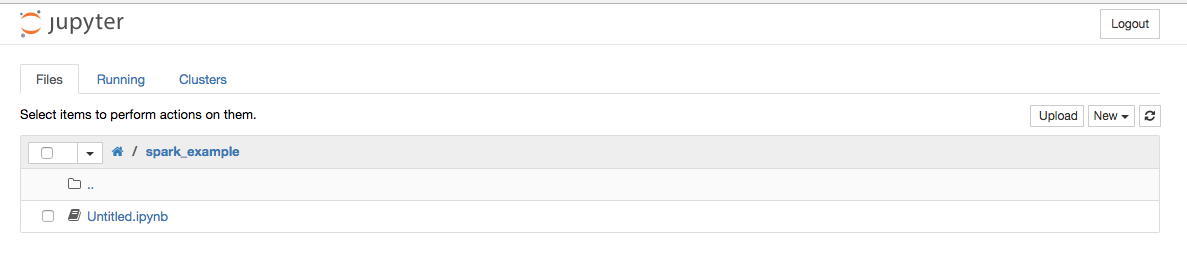 jupyter
Logout
Files Running Clusters
Select items to perform actions on them.
Upload New
/ spark_example
..
Untitled.ipynb